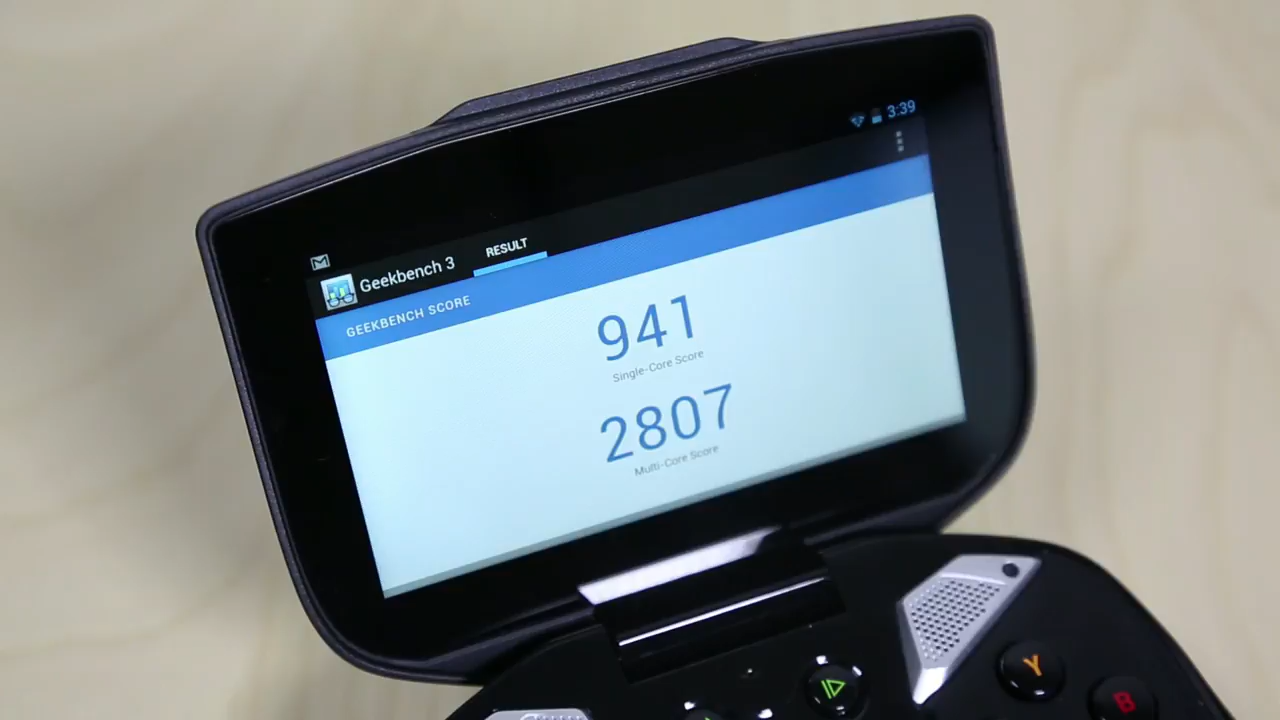 3:39
Geekbench 3
RESULT
GEEKBENCH SCORE
941
Single-Core Score
2807
Multi-Core Score
Y
B